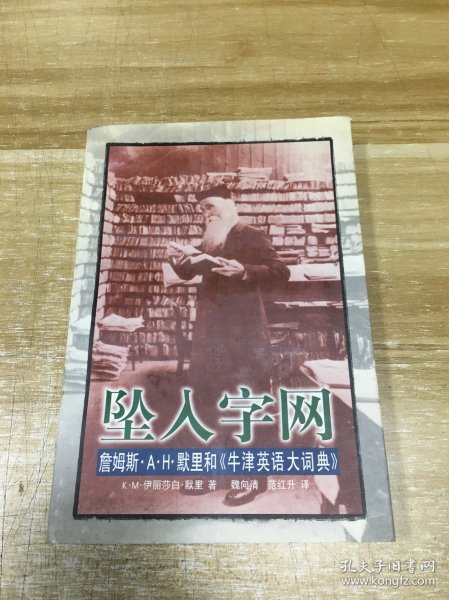 坠入字网
詹姆斯·A·H·默里和《牛津英语大词典》
K·M·伊丽莎白·默里 著 魏向清 范红升 译
孔夫子旧书网
www.kongfz.com